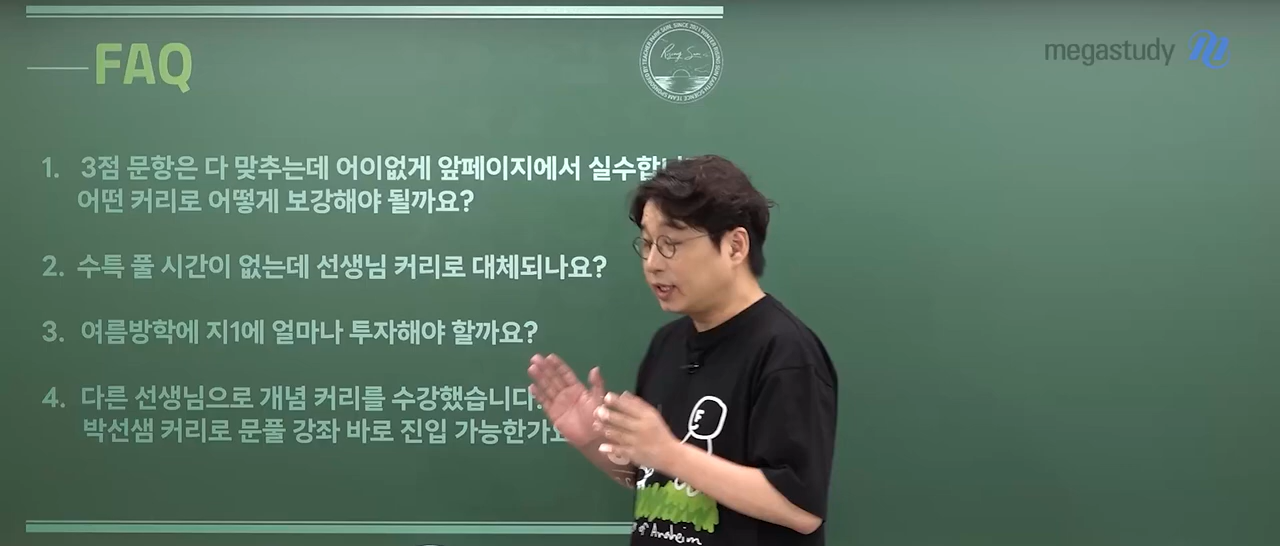 FAQ
megastudy
1. 3점 문항은 다 맞추는데 어이없게 앞페이지에서 실수합
어떤 커리로 어떻게 보강해야 될까요?
2. 수특 풀 시간이 없는데 선생님 커리로 대체되나요?
3. 여름방학에 지1에 얼마나 투자해야 할까요?
4. 다른 선생님으로 개념 커리를 수강했습니다.
박선샘 커리로 문풀 강좌 바로 진입 가능한가요
F
Anaheim